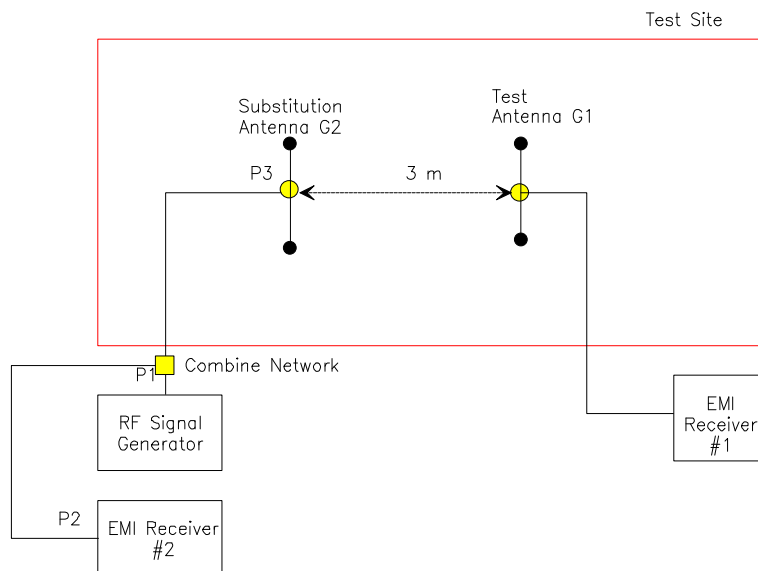 Test Site
Substitution
Antenna G2
Test
Antenna G1
P3
3 m
Combine Network
P1
RF Signal
Generator
EMI
Receiver
#1
P2
EMI Receiver
#2